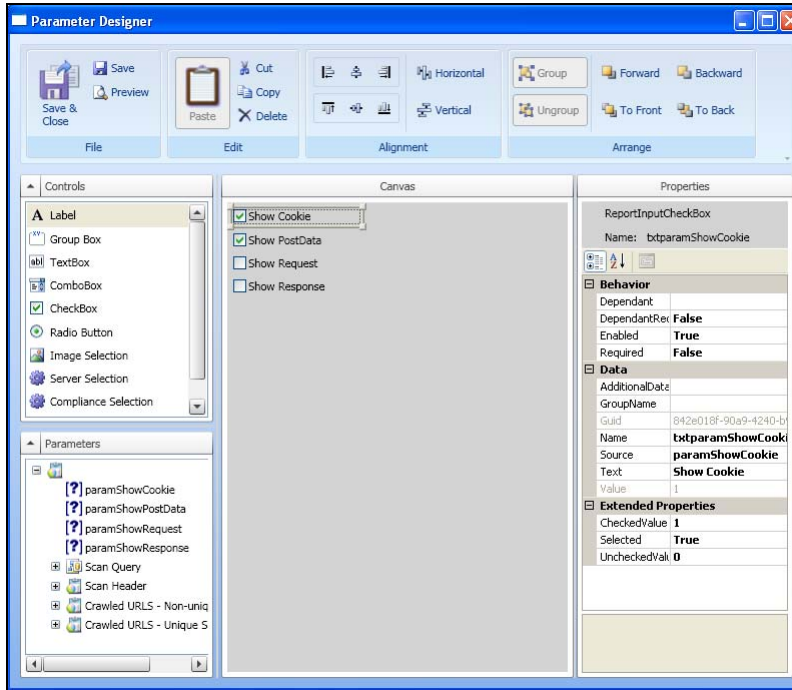 Parameter Designer
Save & Close
Save
Preview
File
Paste
Cut
Copy
Delete
Edit
Horizontal
Vertical
Alignment
Group
Ungroup
Forward
Backward
To Front
To Back
Arrange
Controls
A Label
Group Box
TextBox
ComboBox
CheckBox
Radio Button
Image Selection
Server Selection
Compliance Selection
Parameters
[?] paramShowCookie
[?] paramShowPostData
[?] paramShowRequest
[?] paramShowResponse
Scan Query
Scan Header
Crawled URLS - Non-uniq
Crawled URLS - Unique S
Canvas
Show Cookie
Show PostData
Show Request
Show Response
Properties
ReportInputCheckBox
Name: txtparamShowCookie
Behavior
Dependant
DependantRec False
Enabled True
Required False
Data
AdditionalData
GroupName
Guid 842e018f-90a9-4240-b
Name txtparamShowCooki
Source paramShowCookie
Text Show Cookie
Value 1
Extended Properties
CheckedValue 1
Selected True
UncheckedValu 0